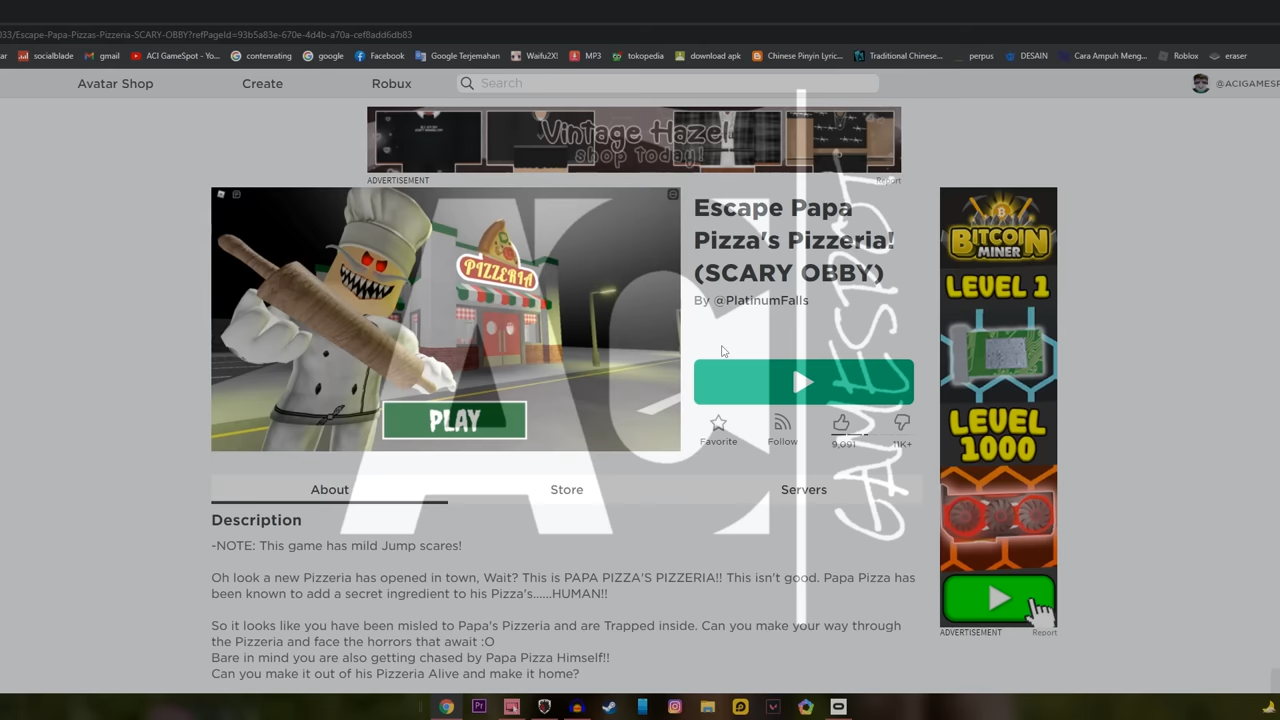 033/Escape-Papa-Pizzas-Pizzeria-SCARY-OBBY?refPageId=93b5a83e-670e-4d4b-a70a-cef8add6db83
ar socialblade gmail ACI GameSpot - Yo... contenrating google Facebook Google Terjemahan Waifu2X! MP3 tokopedia download apk Chinese Pinyin Lyric... Traditional Chinese... perpus DESAIN Cara Ampuh Meng... Roblox eraser
Avatar Shop Create Robux Search @ACIGAMESP
Vintage Hazel
shop today!
ADVERTISEMENT Report
PIZZERIA
PLAY
Escape Papa
Pizza's Pizzeria!
(SCARY OBBY)
By @PlatinumFalls
Favorite Follow 9,091 11K+
BITCOIN
MINER
LEVEL 1
LEVEL
1000
ADVERTISEMENT Report
ACI
GAMESPOT
About Store Servers
Description
-NOTE: This game has mild Jump scares!
Oh look a new Pizzeria has opened in town, Wait? This is PAPA PIZZA'S PIZZERIA!! This isn't good. Papa Pizza has
been known to add a secret ingredient to his Pizza's......HUMAN!!
So it looks like you have been misled to Papa's Pizzeria and are Trapped inside. Can you make your way through
the Pizzeria and face the horrors that await :O
Bare in mind you are also getting chased by Papa Pizza Himself!!
Can you make it out of his Pizzeria Alive and make it home?